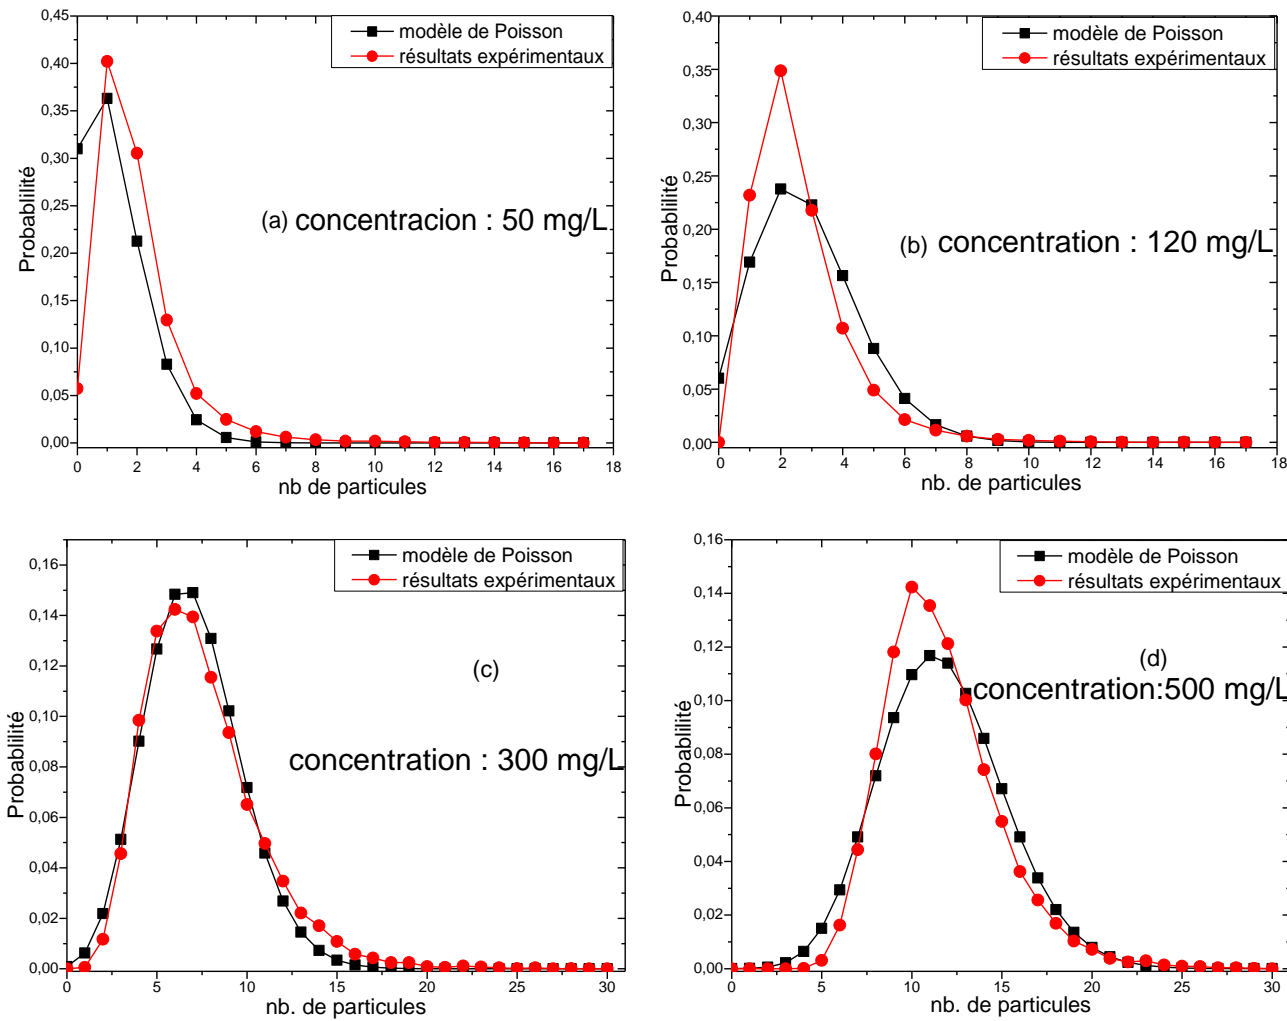 modèle de Poisson
résultats expérimentaux
0,45
0,40
0,35
0,30
0,25
0,20
0,15
0,10
0,05
0,00
Probablilité
(a) concentracion : 50 mg/L
0 2 4 6 8 10 12 14 16 18
nb de particules
modèle de Poisson
résultats expérimentaux
0,40
0,35
0,30
0,25
0,20
0,15
0,10
0,05
0,00
Probablilité
(b) concentration : 120 mg/L
0 2 4 6 8 10 12 14 16 18
nb. de particules
modèle de Poisson
résultats expérimentaux
0,16
0,14
0,12
0,10
0,08
0,06
0,04
0,02
0,00
Probablilité
(c)
concentration : 300 mg/L
0 5 10 15 20 25 30
nb. de particules
modèle de Poisson
résultats expérimentaux
0,16
0,14
0,12
0,10
0,08
0,06
0,04
0,02
0,00
Probablilité
(d)
concentration:500 mg/L
0 5 10 15 20 25 30
nb. de particules